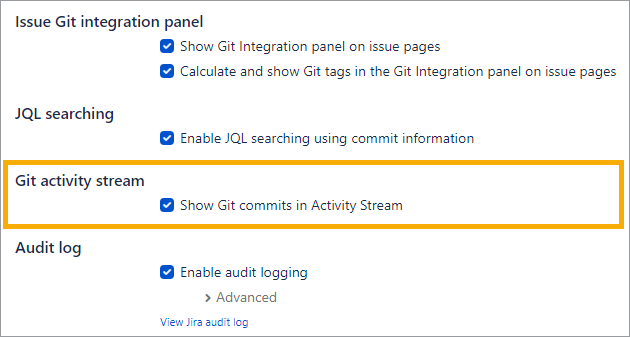 Issue Git integration panel
Show Git Integration panel on issue pages
Calculate and show Git tags in the Git Integration panel on issue pages
JQL searching
Enable JQL searching using commit information
Git activity stream
Show Git commits in Activity Stream
Audit log
Enable audit logging
Advanced
View Jira audit log